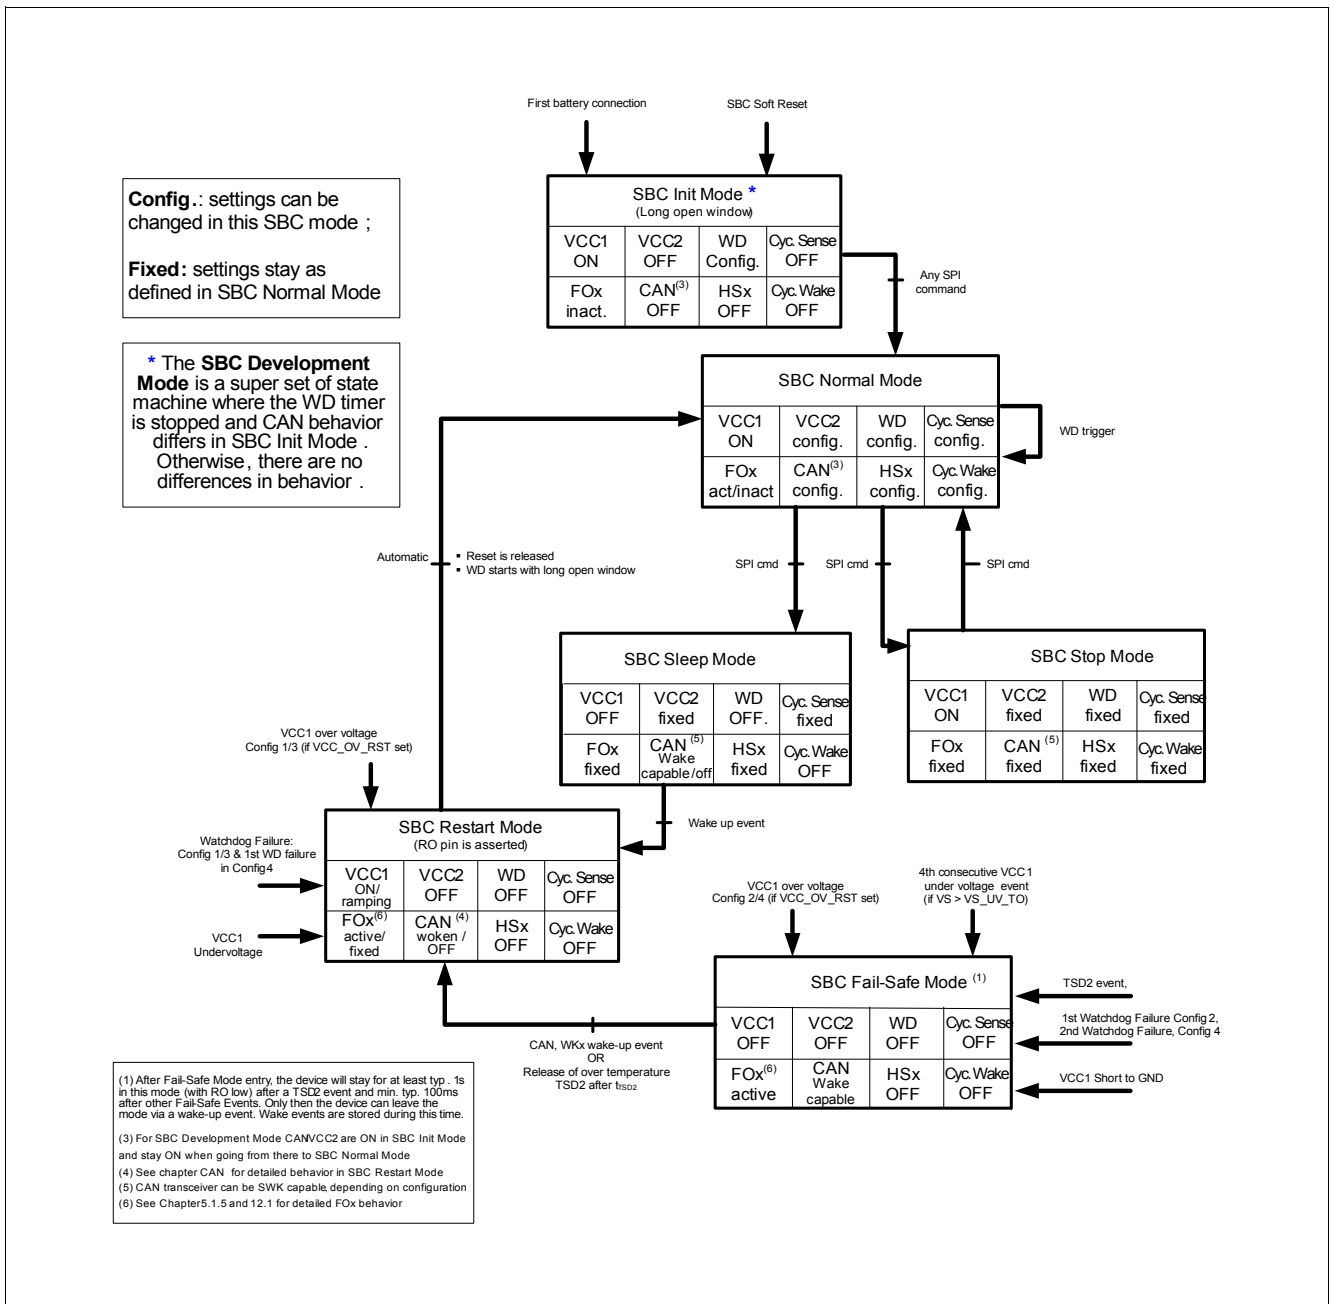 First battery connection
SBC Soft Reset
Config.: settings can be
changed in this SBC mode ;
Fixed: settings stay as
defined in SBC Normal Mode
* The SBC Development
Mode is a super set of state
machine where the WD timer
is stopped and CAN behavior
differs in SBC Init Mode .
Otherwise, there are no
differences in behavior .
SBC Init Mode *
(Long open window)
VCC1 VCC2 WD Cyc. Sense
ON OFF Config. OFF
FOx CAN(3) HSx Cyc. Wake
inact. OFF OFF OFF
Any SPI
command
SBC Normal Mode
VCC1 VCC2 WD Cyc. Sense
ON config. config. config.
FOx CAN(3) HSx Cyc. Wake
act/inact config. config. config.
WD trigger
Automatic
▪ Reset is released
▪ WD starts with long open window
SPI cmd
SPI cmd
SPI cmd
SBC Sleep Mode
VCC1 VCC2 WD Cyc. Sense
OFF fixed OFF. fixed
FOx CAN (5) HSx Cyc. Wake
fixed Wake capable/off fixed OFF
SBC Stop Mode
VCC1 VCC2 WD Cyc. Sense
ON fixed fixed fixed
FOx CAN (5) HSx Cyc. Wake
fixed fixed fixed fixed
VCC1 over voltage
Config 1/3 (if VCC_OV_RST set)
Wake up event
Watchdog Failure:
Config 1/3 & 1st WD failure
in Config4
VCC1
Undervoltage
SBC Restart Mode
(RO pin is asserted)
VCC1 VCC2 WD Cyc. Sense
ON/ ramping OFF OFF OFF
FOx(6) CAN (4) HSx Cyc. Wake
active/ fixed woken / OFF OFF OFF
VCC1 over voltage
Config 2/4 (if VCC_OV_RST set)
4th consecutive VCC1
under voltage event
(if VS > VS_UV_TO)
SBC Fail-Safe Mode (1)
VCC1 VCC2 WD Cyc. Sense
OFF OFF OFF OFF
FOx(6) CAN HSx Cyc. Wake
active Wake capable OFF OFF
TSD2 event,
1st Watchdog Failure Config 2,
2nd Watchdog Failure, Config 4
VCC1 Short to GND
CAN, WKx wake-up event
OR
Release of over temperature
TSD2 after tTSD2
(1) After Fail-Safe Mode entry, the device will stay for at least typ . 1s
in this mode (with RO low) after a TSD2 event and min. typ. 100ms
after other Fail-Safe Events. Only then the device can leave the
mode via a wake-up event. Wake events are stored during this time.
(3) For SBC Development Mode CAN/VCC2 are ON in SBC Init Mode
and stay ON when going from there to SBC Normal Mode
(4) See chapter CAN for detailed behavior in SBC Restart Mode
(5) CAN transceiver can be SWK capable, depending on configuration
(6) See Chapter5.1.5 and 12.1 for detailed FOx behavior